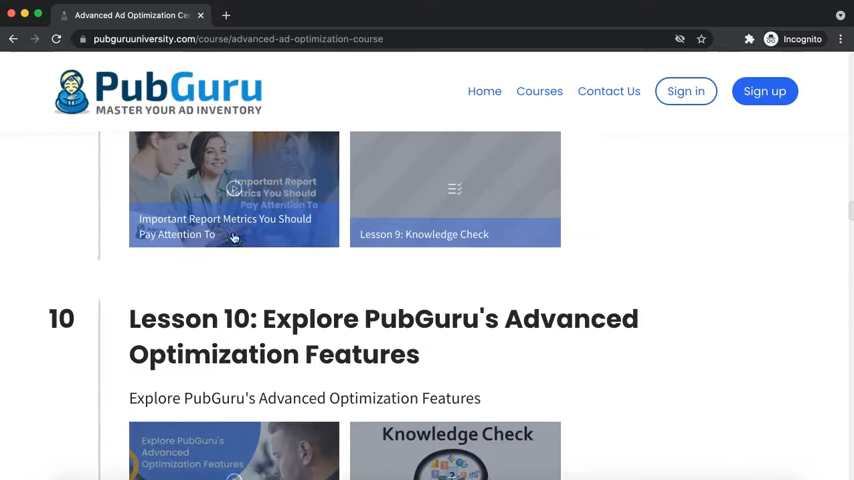 Advanced Ad Optimization Ce
pubguruuniversity.com/course/advanced-ad-optimization-course
Incognito
PubGuru
MASTER YOUR AD INVENTORY
Home
Courses
Contact Us
Sign in
Sign up
Important Report
Metrics You Should
Pay Attention To
Important Report Metrics You Should
Pay Attention To
Lesson 9: Knowledge Check
10
Lesson 10: Explore PubGuru's Advanced
Optimization Features
Explore PubGuru's Advanced Optimization Features
Explore PubGuru's
Advanced
Optimization Features
Knowledge Check